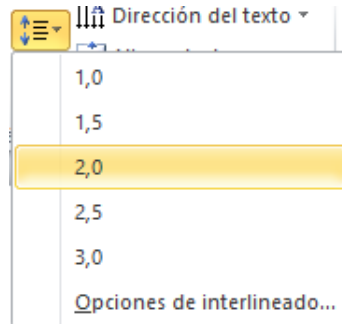 Dirección del texto
1,0
1,5
2,0
2,5
3,0
Opciones de interlineado...